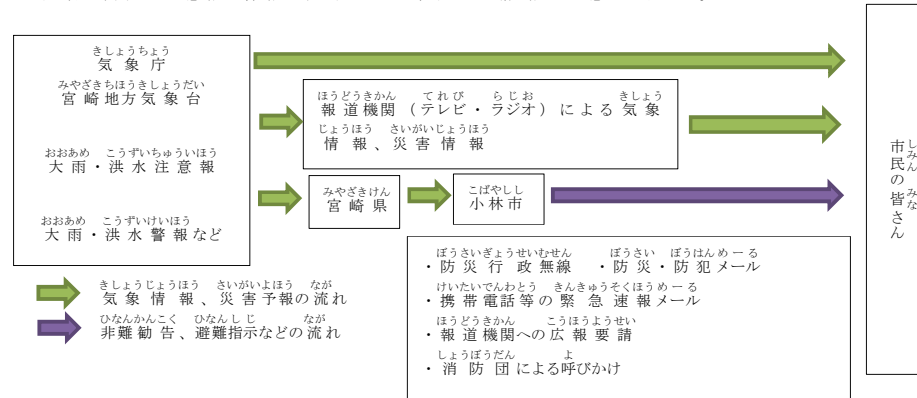 きしょうちょう
気象庁
みやざきちほうきしょうだい
宮崎地方気象台
おおあめ こうずいちゅういほう
大雨・洪水注意報
おおあめ こうずいけいほう
大雨・洪水警報など
ほうどうきかん てれび らじお きしょう
報道機関（テレビ・ラジオ）による気象
じょうほう さいがいじょうほう
情報、災害情報
みやざきけん
宮崎県
こばやしし
小林市
しみん みな
市民の皆さん
ぼうさいぎょうせいむせん ぼうさい ぼうはんめーる
・防災行政無線 ・防災・防犯メール
けいたいでんわとう きんきゅうそくほうめーる
・携帯電話等の緊急速報メール
ほうどうきかん こうほうようせい
・報道機関への広報要請
しょうぼうだん よ
・消防団による呼びかけ
きしょうじょうほう さいがいよほう なが
気象情報、災害予報の流れ
ひなんかんこく ひなんしじ なが
非難勧告、避難指示などの流れ